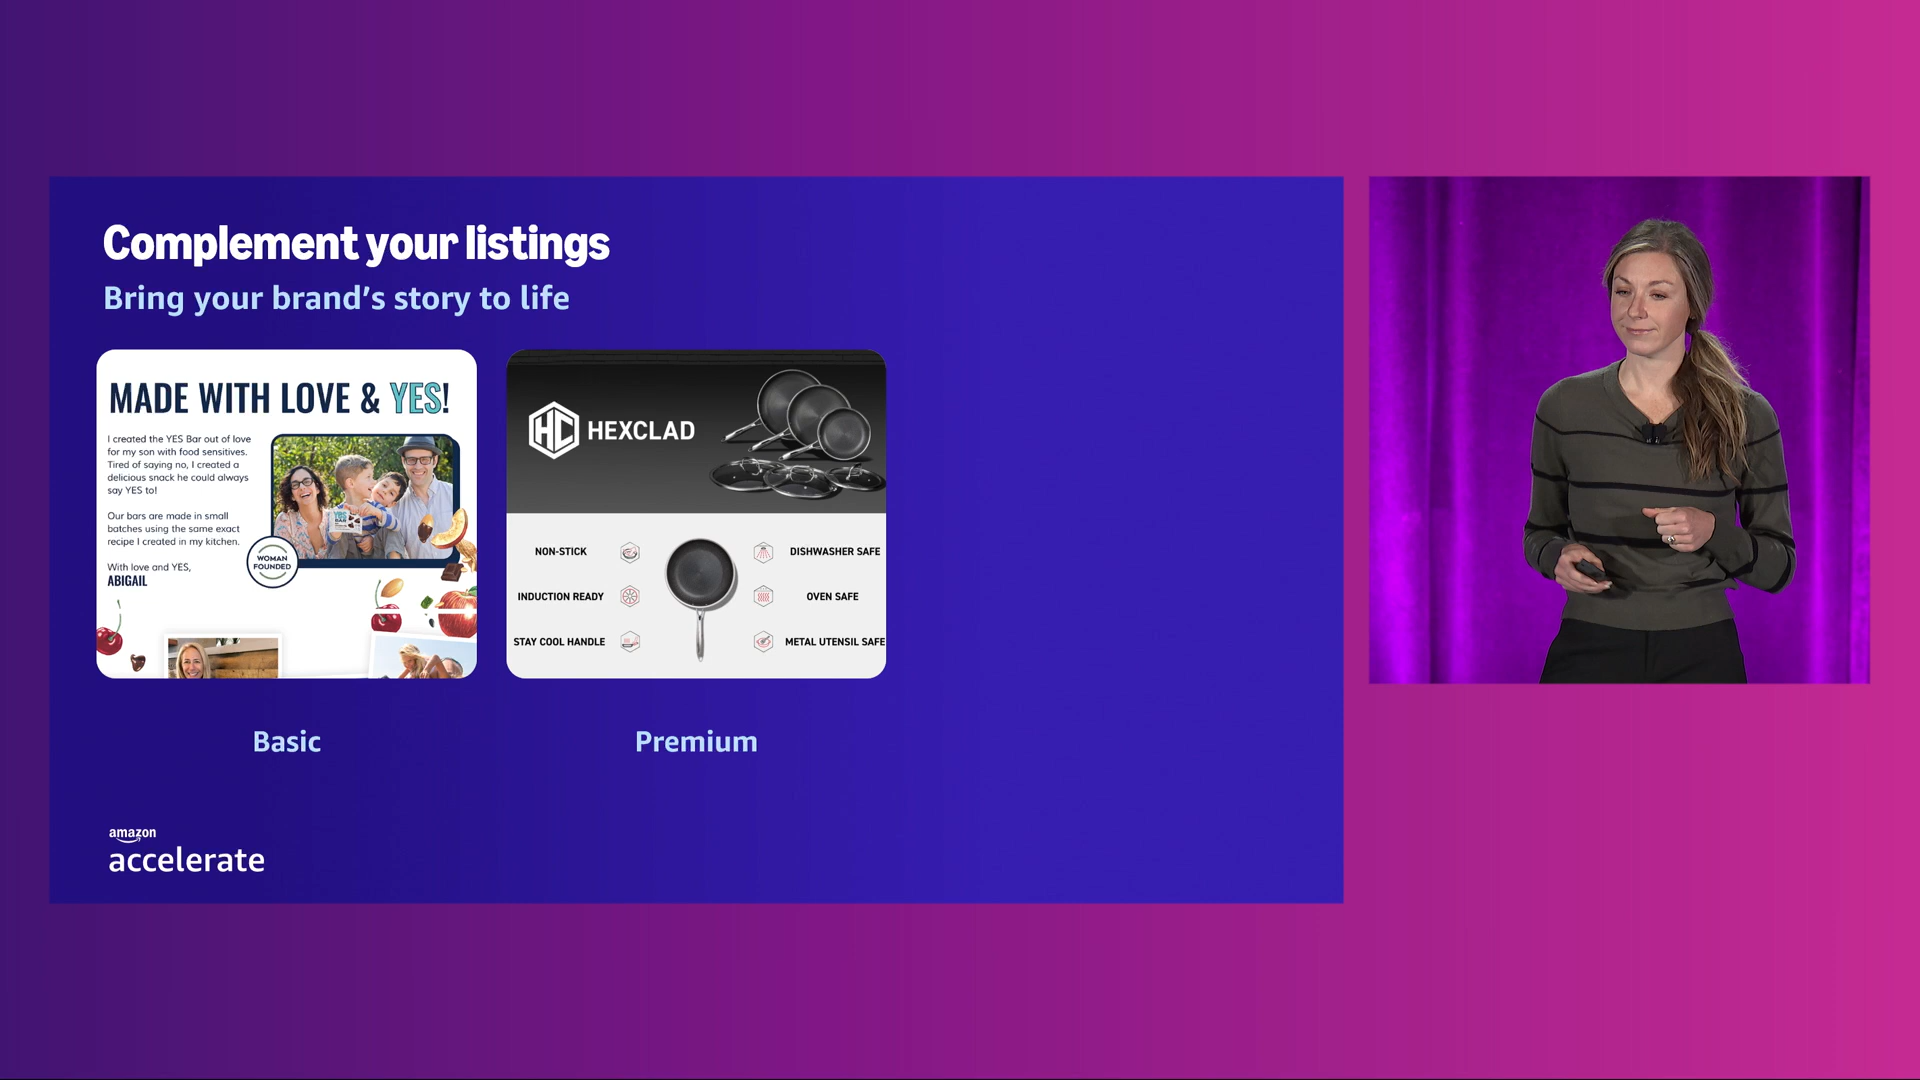 Complement your listings
Bring your brand's story to life
MADE WITH LOVE & YES!
I created the YES Bar out of love
for my son with food sensitives.
Tired of saying no, I created a
delicious snack he could always
say YES to!
Our bars are made in small
batches using the same exact
recipe I created in my kitchen.
With love and YES,
ABIGAIL
WOMAN
FOUNDED
YES
BAR
HC HEXCLAD
NON-STICK
DISHWASHER SAFE
INDUCTION READY
OVEN SAFE
STAY COOL HANDLE
METAL UTENSIL SAFE
Basic
Premium
amazon
accelerate